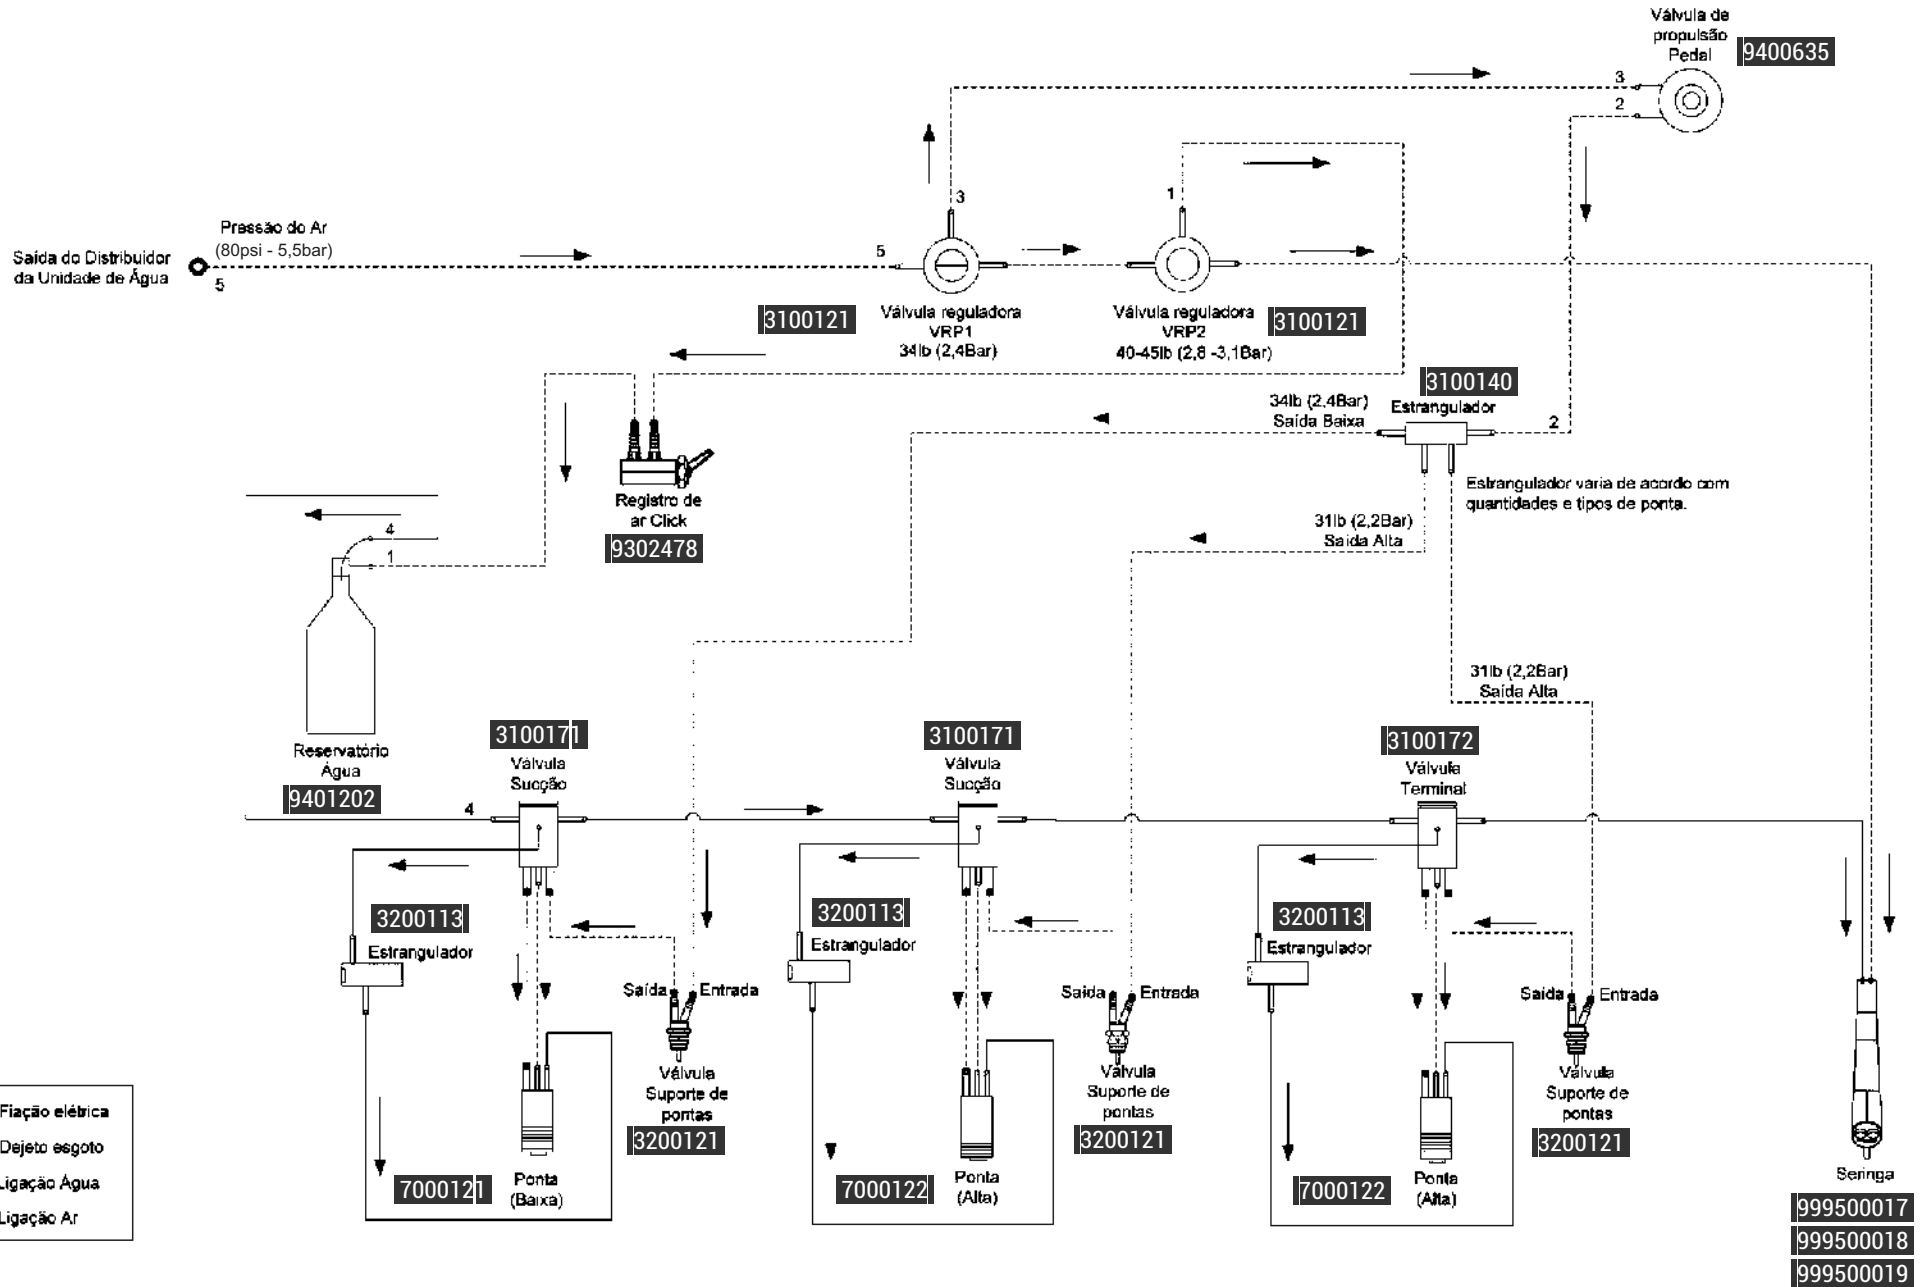 Válvula de
propulsão
Pedal
9400635
3
2
Pressão do Ar
(80psi - 5,5bar)
Saída do Distribuidor
da Unidade de Água
5
5
3
1
3100121
Válvula reguladora
VRP1
34lb (2,4Bar)
Válvula reguladora
VRP2
40-45lb (2,8 -3,1Bar)
3100121
3100140
Estrangulador
34lb (2,4Bar)
Saída Baixa
2
Estrangulador varia de acordo com
quantidades e tipos de ponta.
Registro de
ar Click
9302478
31lb (2,2Bar)
Saída Alta
4
1
31lb (2,2Bar)
Saída Alta
Reservatório
Água
9401202
3100171
Válvula
Sucção
3100171
Válvula
Sucção
3100172
Válvula
Terminal
4
3200113
Estrangulador
3200113
Estrangulador
3200113
Estrangulador
Saída
Entrada
Saída
Entrada
Saída
Entrada
Válvula
Suporte de
pontas
3200121
Válvula
Suporte de
pontas
3200121
Válvula
Suporte de
pontas
3200121
7000121
Ponta
(Baixa)
7000122
Ponta
(Alta)
7000122
Ponta
(Alta)
Seringa
999500017
999500018
999500019
Fiação elétrica
Dejeto esgoto
Ligação Água
Ligação Ar